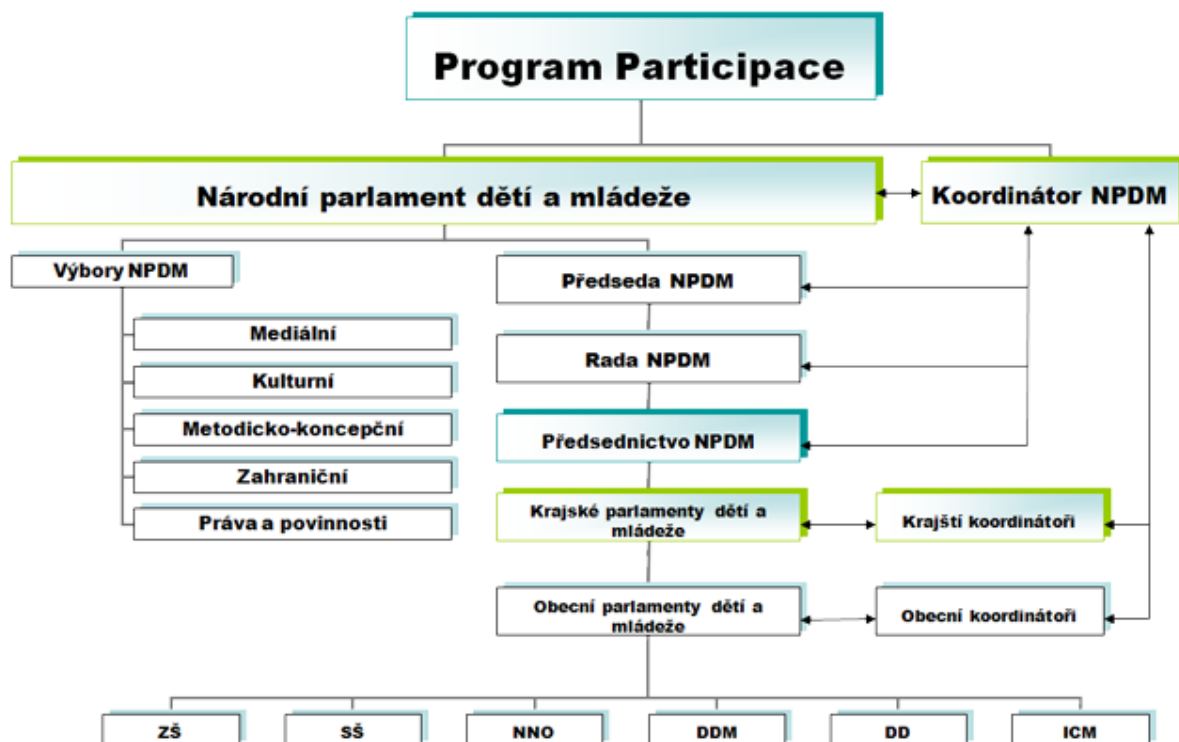 Program Participace
Národní parlament dětí a mládeže
Koordinátor NPDM
Výbory NPDM
Mediální
Kulturní
Metodicko-koncepční
Zahraniční
Práva a povinnosti
Předseda NPDM
Rada NPDM
Předsednictvo NPDM
Krajské parlamenty dětí a
mládeže
Krajští koordinátoři
Obecní parlamenty dětí a
mládeže
Obecní koordinátoři
ZŠ
SŠ
NNO
DDM
DD
ICM